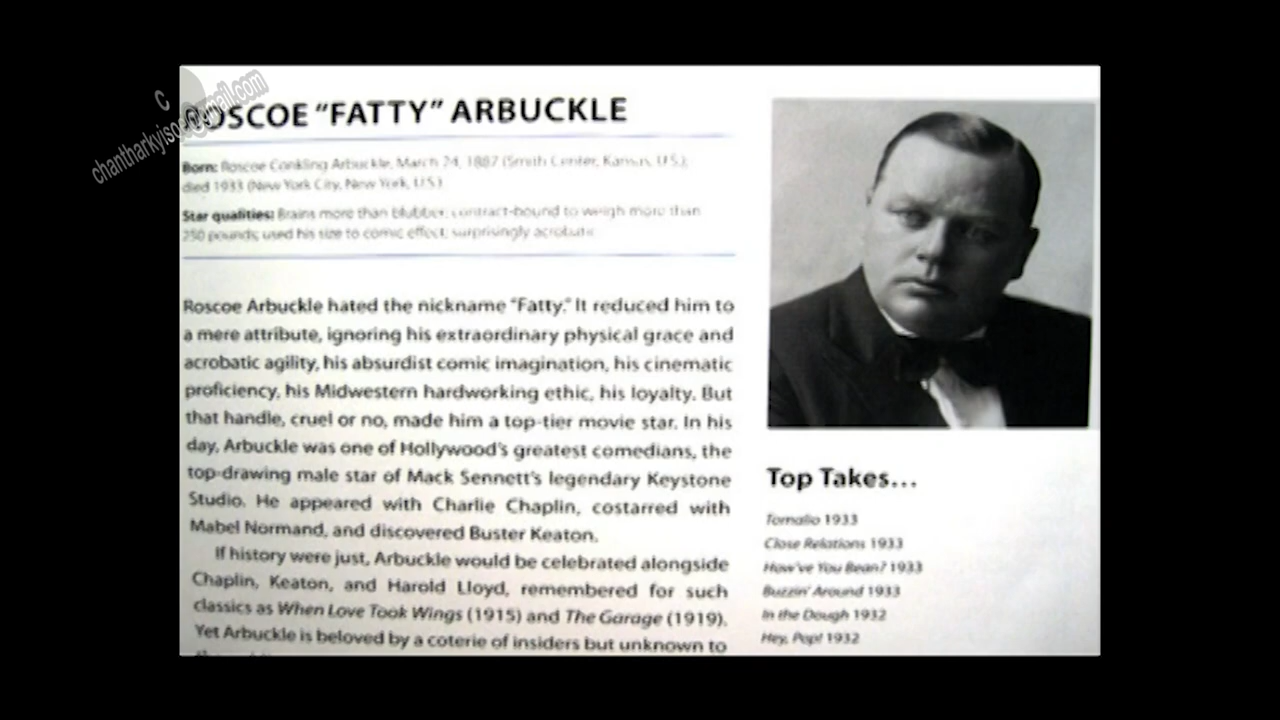 C
chantharkyisoe@gmail.com
ROSCOE "FATTY" ARBUCKLE
Born: Roscoe Conkling Arbuckle, March 24, 1887 (Smith Center, Kansas, U.S.);
died 1933 (New York City, New York, U.S.)
Star qualities: Brains more than blubber; contract-bound to weigh more than
250 pounds; used his size to comic effect; surprisingly acrobatic.
Roscoe Arbuckle hated the nickname "Fatty." It reduced him to
a mere attribute, ignoring his extraordinary physical grace and
acrobatic agility, his absurdist comic imagination, his cinematic
proficiency, his Midwestern hardworking ethic, his loyalty. But
that handle, cruel or no, made him a top-tier movie star. In his
day, Arbuckle was one of Hollywood's greatest comedians, the
top-drawing male star of Mack Sennett's legendary Keystone
Studio. He appeared with Charlie Chaplin, costarred with
Mabel Normand, and discovered Buster Keaton.
If history were just, Arbuckle would be celebrated alongside
Chaplin, Keaton, and Harold Lloyd, remembered for such
classics as When Love Took Wings (1915) and The Garage (1919).
Yet Arbuckle is beloved by a coterie of insiders but unknown to
Top Takes...
Tomalio 1933
Close Relations 1933
How've You Bean? 1933
Buzzin' Around 1933
In the Dough 1932
Hey, Pop! 1932